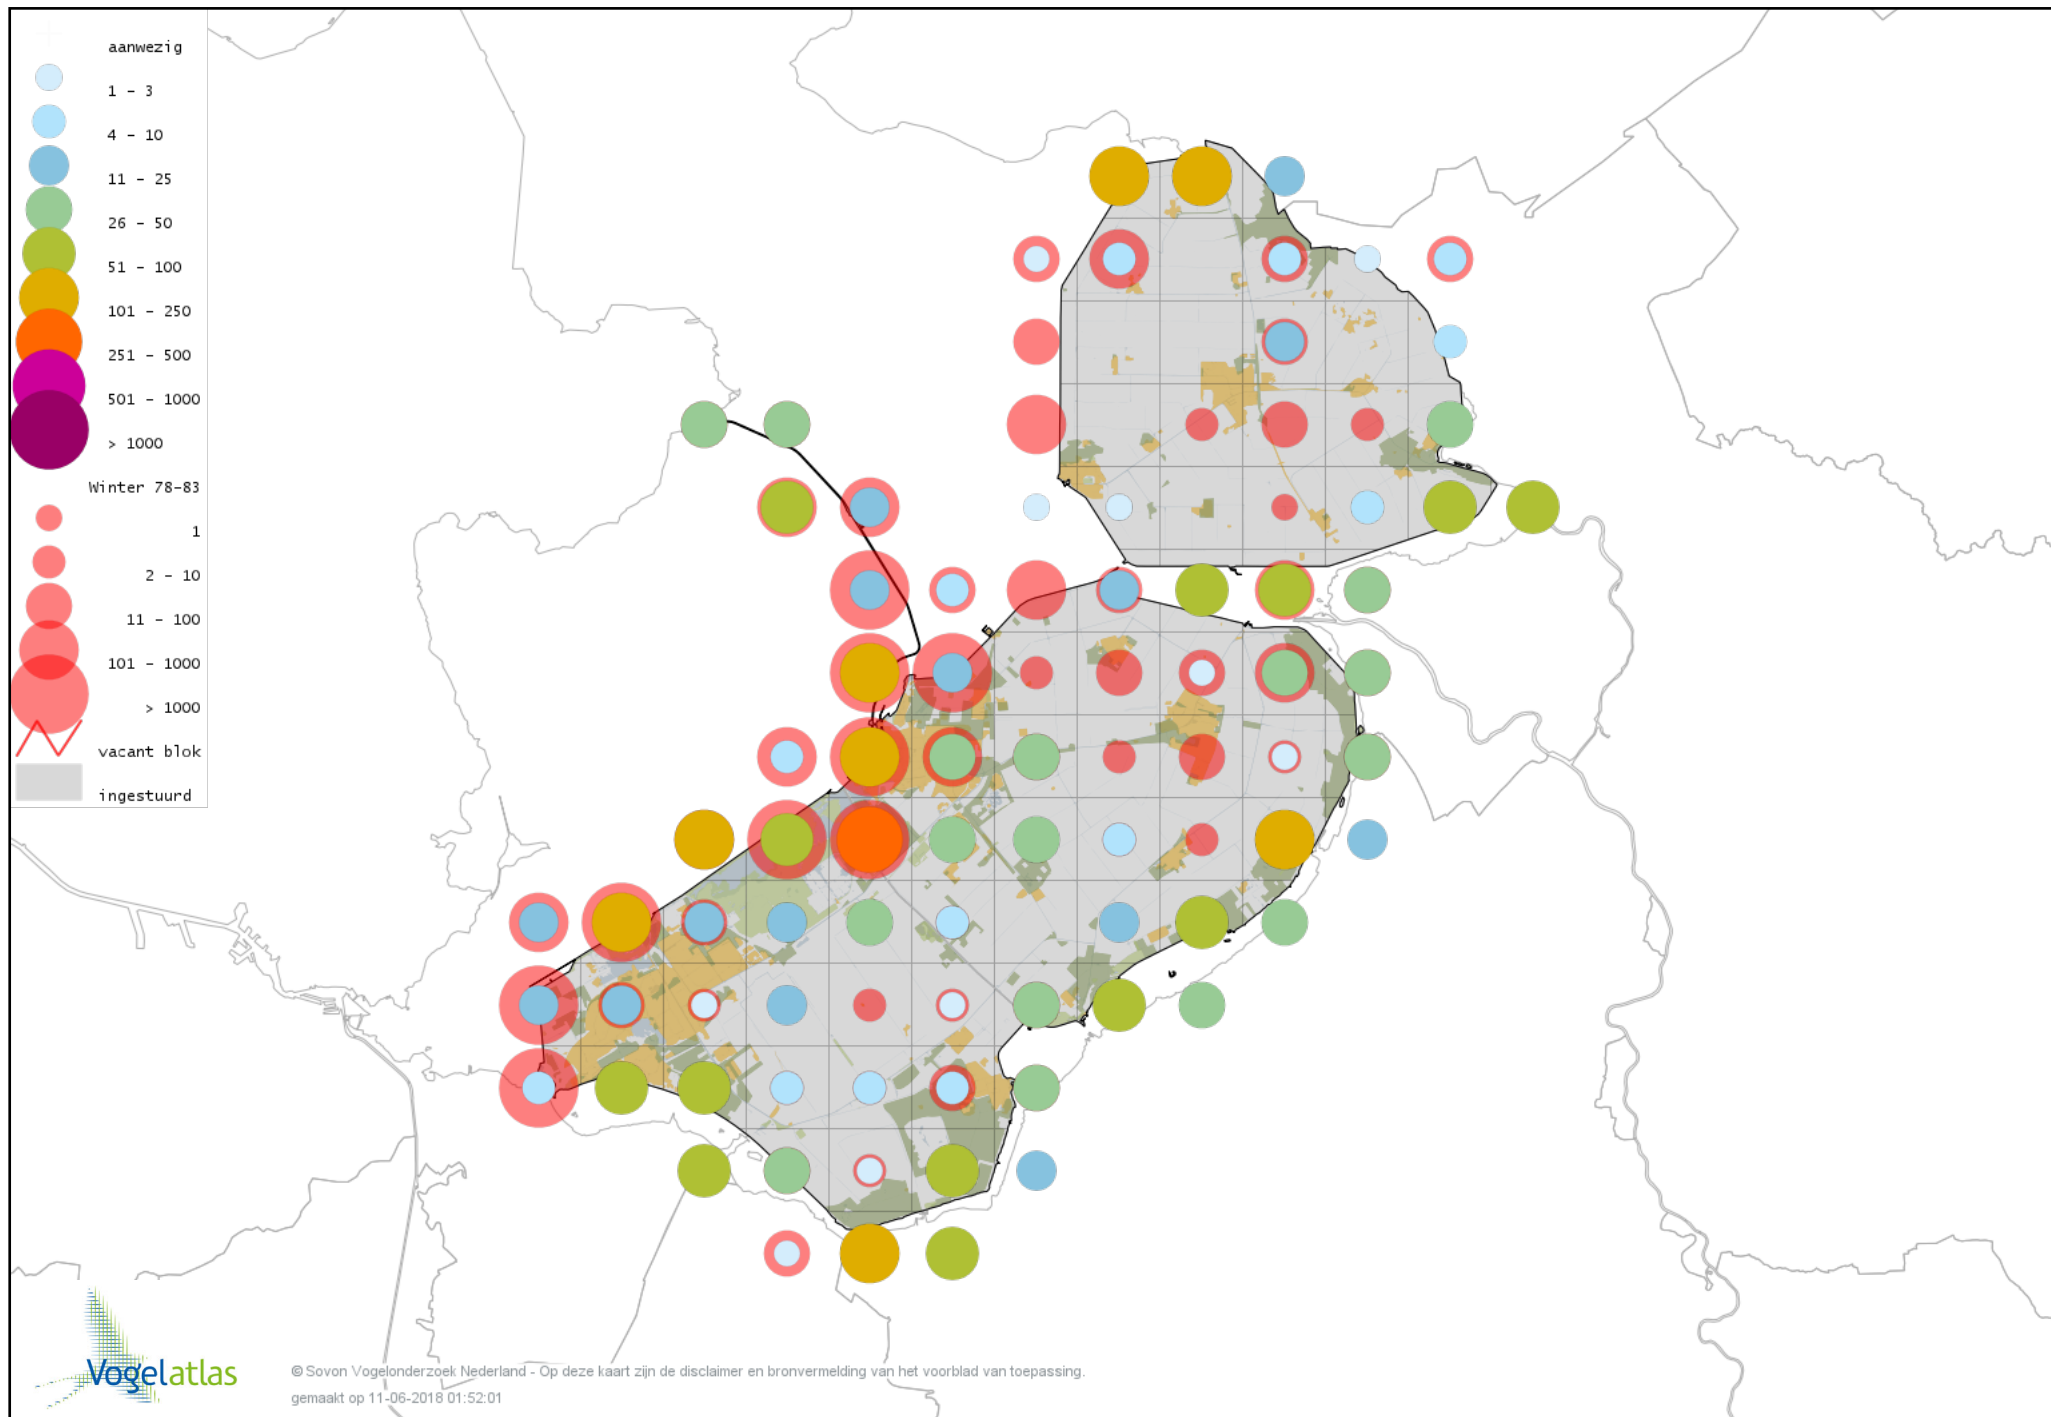 aanwezig
1 - 3
4 - 10
11 - 25
26 - 50
51 - 100
101 - 250
251 - 500
501 - 1000
> 1000
Winter 78-83
1
2 - 10
11 - 100
101 - 1000
> 1000
vacant blok
ingestuurd
Vogelatlas
© Sovon Vogelonderzoek Nederland - Op deze kaart zijn de disclaimer en bronvermelding van het voorblad van toepassing.
gemaakt op 11-06-2018 01:52:01